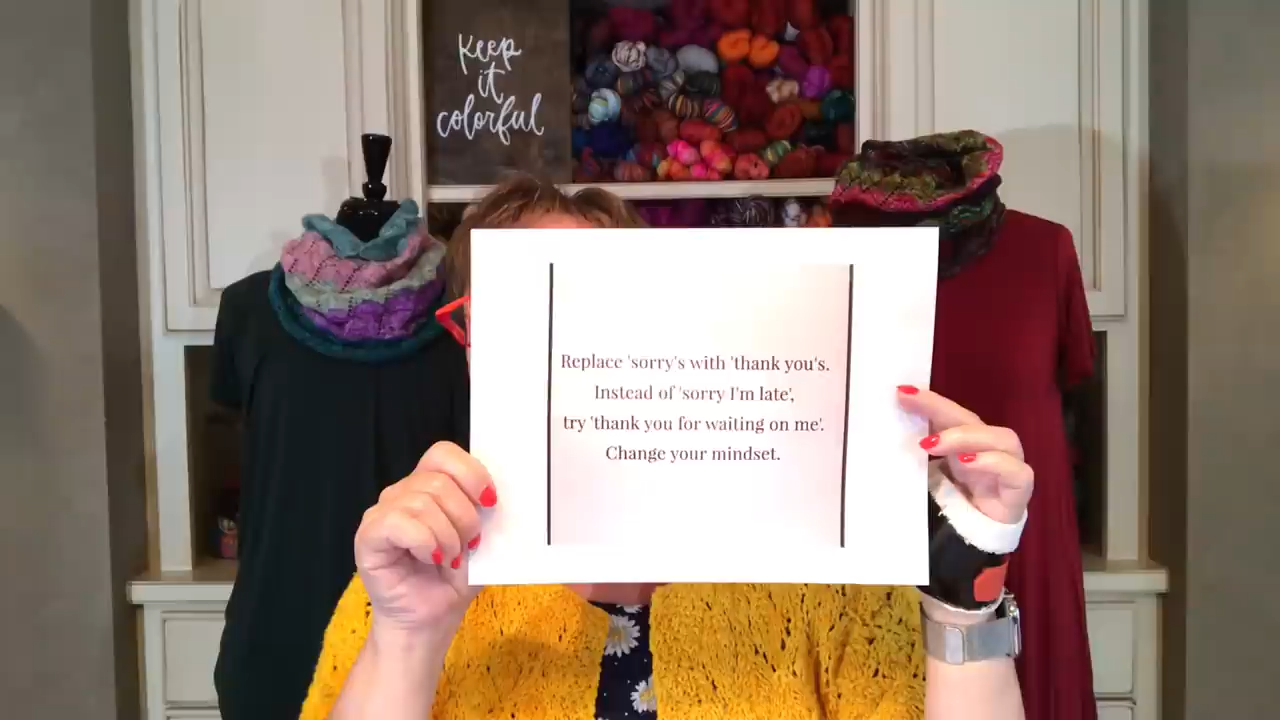 Keep
it
colorful
Replace 'sorry's with 'thank you's.
Instead of 'sorry I'm late',
try 'thank you for waiting on me'.
Change your mindset.